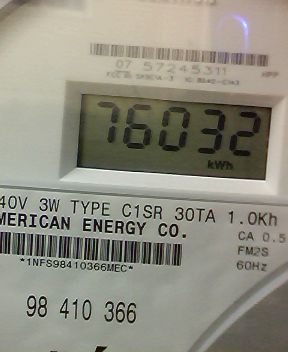 07 57245311 HPP
76032
kWh
40V 3W TYPE C1SR 30TA 1.0Kh
MERICAN ENERGY CO.
CA 0.5
*1NFS98410366MEC*
FM2S
60Hz
98 410 366